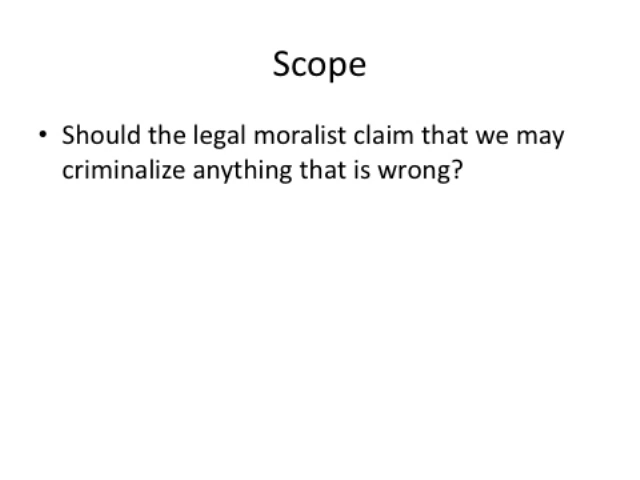 Scope
• Should the legal moralist claim that we may
criminalize anything that is wrong?